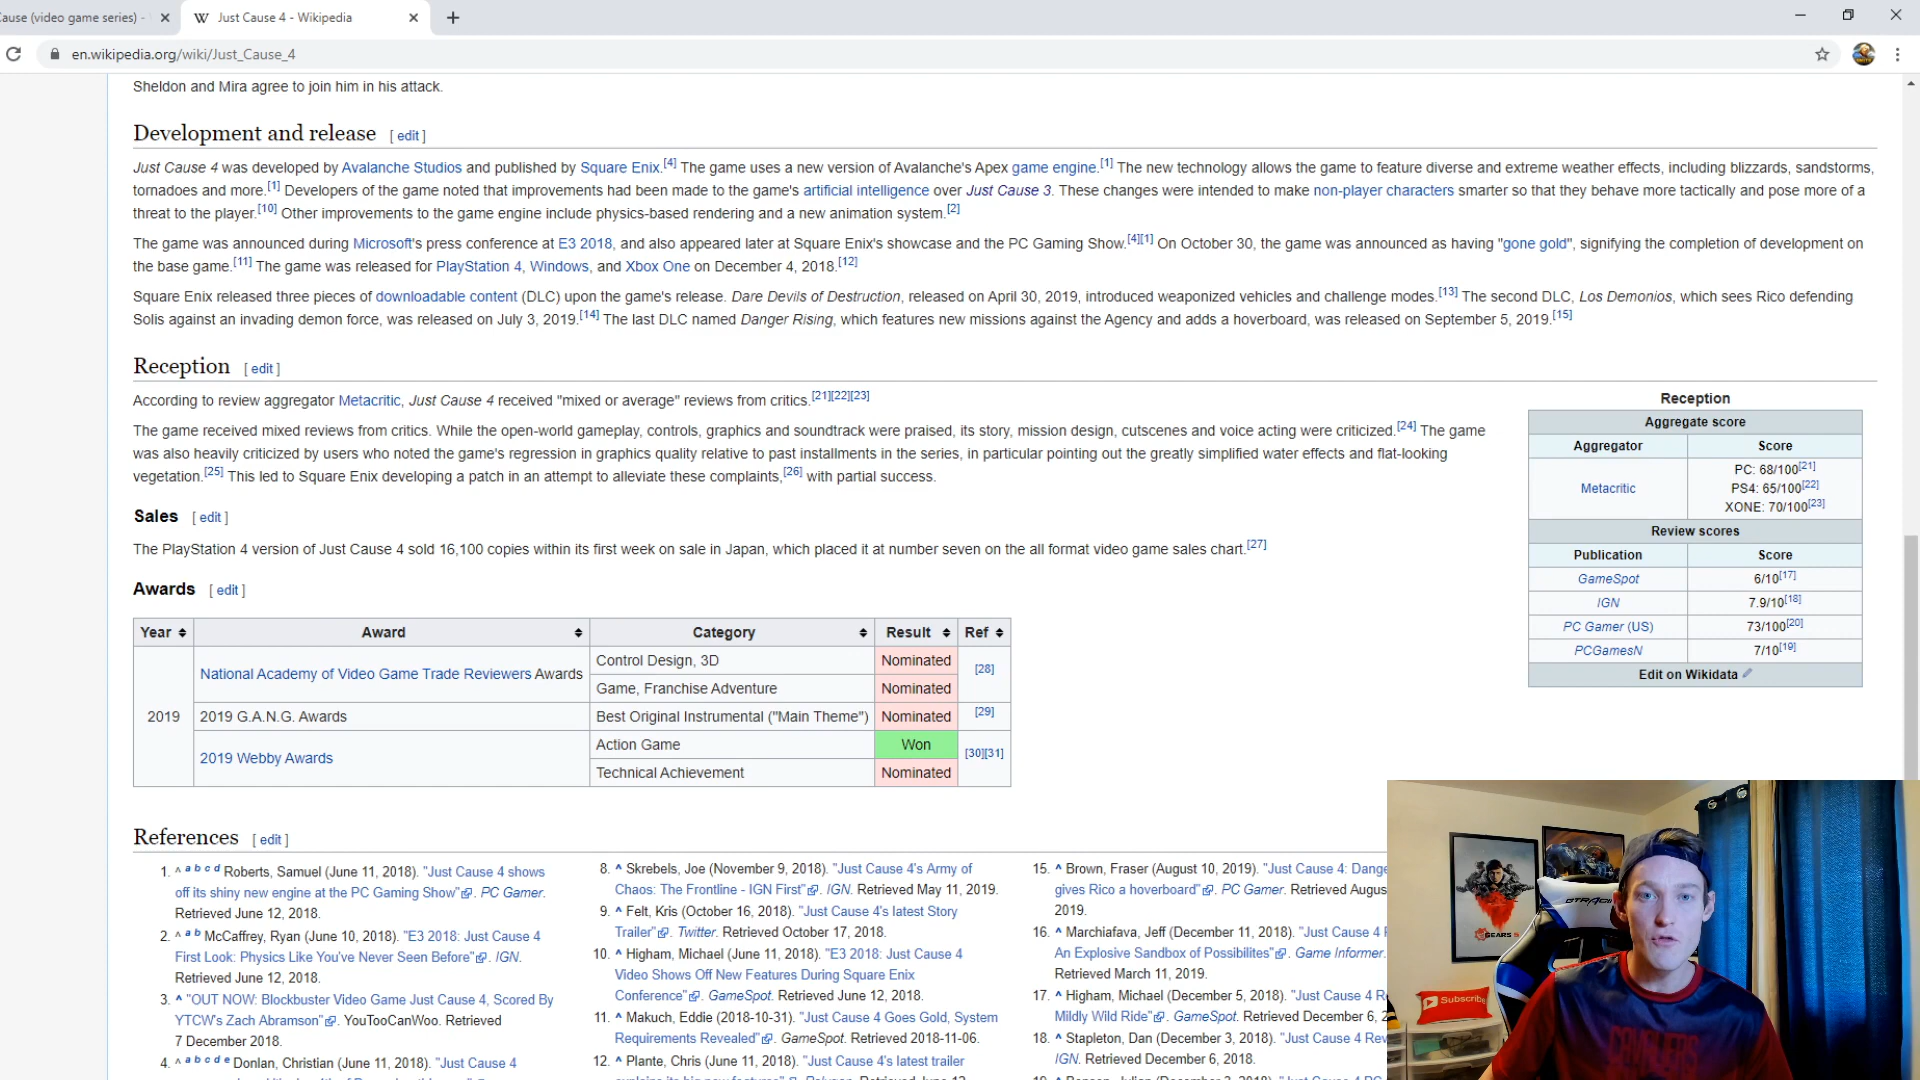 ause (video game series) -
W Just Cause 4 - Wikipedia
en.wikipedia.org/wiki/Just_Cause_4
Sheldon and Mira agree to join him in his attack.
Development and release [ edit ]
Just Cause 4 was developed by Avalanche Studios and published by Square Enix.[4] The game uses a new version of Avalanche's Apex game engine.[1] The new technology allows the game to feature diverse and extreme weather effects, including blizzards, sandstorms,
tornadoes and more.[1] Developers of the game noted that improvements had been made to the game's artificial intelligence over Just Cause 3. These changes were intended to make non-player characters smarter so that they behave more tactically and pose more of a
threat to the player.[10] Other improvements to the game engine include physics-based rendering and a new animation system.[2]
The game was announced during Microsoft's press conference at E3 2018, and also appeared later at Square Enix's showcase and the PC Gaming Show.[4][1] On October 30, the game was announced as having "gone gold", signifying the completion of development on
the base game.[11] The game was released for PlayStation 4, Windows, and Xbox One on December 4, 2018.[12]
Square Enix released three pieces of downloadable content (DLC) upon the game's release. Dare Devils of Destruction, released on April 30, 2019, introduced weaponized vehicles and challenge modes.[13] The second DLC, Los Demonios, which sees Rico defending
Solis against an invading demon force, was released on July 3, 2019.[14] The last DLC named Danger Rising, which features new missions against the Agency and adds a hoverboard, was released on September 5, 2019.[15]
Reception [ edit ]
According to review aggregator Metacritic, Just Cause 4 received "mixed or average" reviews from critics.[21][22][23]
The game received mixed reviews from critics. While the open-world gameplay, controls, graphics and soundtrack were praised, its story, mission design, cutscenes and voice acting were criticized.[24] The game
was also heavily criticized by users who noted the game's regression in graphics quality relative to past installments in the series, in particular pointing out the greatly simplified water effects and flat-looking
vegetation.[25] This led to Square Enix developing a patch in an attempt to alleviate these complaints,[26] with partial success.
Reception
Aggregate score
Aggregator Score
Metacritic
PC: 68/100[21]
PS4: 65/100[22]
XONE: 70/100[23]
Review scores
Publication Score
GameSpot 6/10[17]
IGN 7.9/10[18]
PC Gamer (US) 73/100[20]
PCGamesN 7/10[19]
Edit on Wikidata
Sales [ edit ]
The PlayStation 4 version of Just Cause 4 sold 16,100 copies within its first week on sale in Japan, which placed it at number seven on the all format video game sales chart.[27]
Awards [ edit ]
Year Award Category Result Ref
2019
National Academy of Video Game Trade Reviewers Awards
Control Design, 3D Nominated
[28]
Game, Franchise Adventure Nominated
2019 G.A.N.G. Awards Best Original Instrumental ("Main Theme") Nominated [29]
2019 Webby Awards
Action Game Won
[30][31]
Technical Achievement Nominated
References [ edit ]
1. ^ a b c d Roberts, Samuel (June 11, 2018). "Just Cause 4 shows
off its shiny new engine at the PC Gaming Show". PC Gamer.
Retrieved June 12, 2018.
2. ^ a b McCaffrey, Ryan (June 10, 2018). "E3 2018: Just Cause 4
First Look: Physics Like You've Never Seen Before". IGN.
Retrieved June 12, 2018.
3. ^ "OUT NOW: Blockbuster Video Game Just Cause 4, Scored By
YTCW's Zach Abramson". YouTooCanWoo. Retrieved
7 December 2018.
4. ^ a b c d e Donlan, Christian (June 11, 2018). "Just Cause 4
8. ^ Skrebels, Joe (November 9, 2018). "Just Cause 4's Army of
Chaos: The Frontline - IGN First". IGN. Retrieved May 11, 2019.
9. ^ Felt, Kris (October 16, 2018). "Just Cause 4's latest Story
Trailer". Twitter. Retrieved October 17, 2018.
10. ^ Higham, Michael (June 11, 2018). "E3 2018: Just Cause 4
Video Shows Off New Features During Square Enix
Conference". GameSpot. Retrieved June 12, 2018.
11. ^ Makuch, Eddie (2018-10-31). "Just Cause 4 Goes Gold, System
Requirements Revealed". GameSpot. Retrieved 2018-11-06.
12. ^ Plante, Chris (June 11, 2018). "Just Cause 4's latest trailer
15. ^ Brown, Fraser (August 10, 2019). "Just Cause 4: Dange
gives Rico a hoverboard". PC Gamer. Retrieved Augus
2019.
16. ^ Marchiafava, Jeff (December 11, 2018). "Just Cause 4 R
An Explosive Sandbox of Possibilites". Game Informer.
Retrieved March 11, 2019.
17. ^ Higham, Michael (December 5, 2018). "Just Cause 4 R
Mildly Wild Ride". GameSpot. Retrieved December 6, 2
18. ^ Stapleton, Dan (December 3, 2018). "Just Cause 4 Rev
IGN. Retrieved December 6, 2018.
GEARS 5
GTRACI
Subscribe